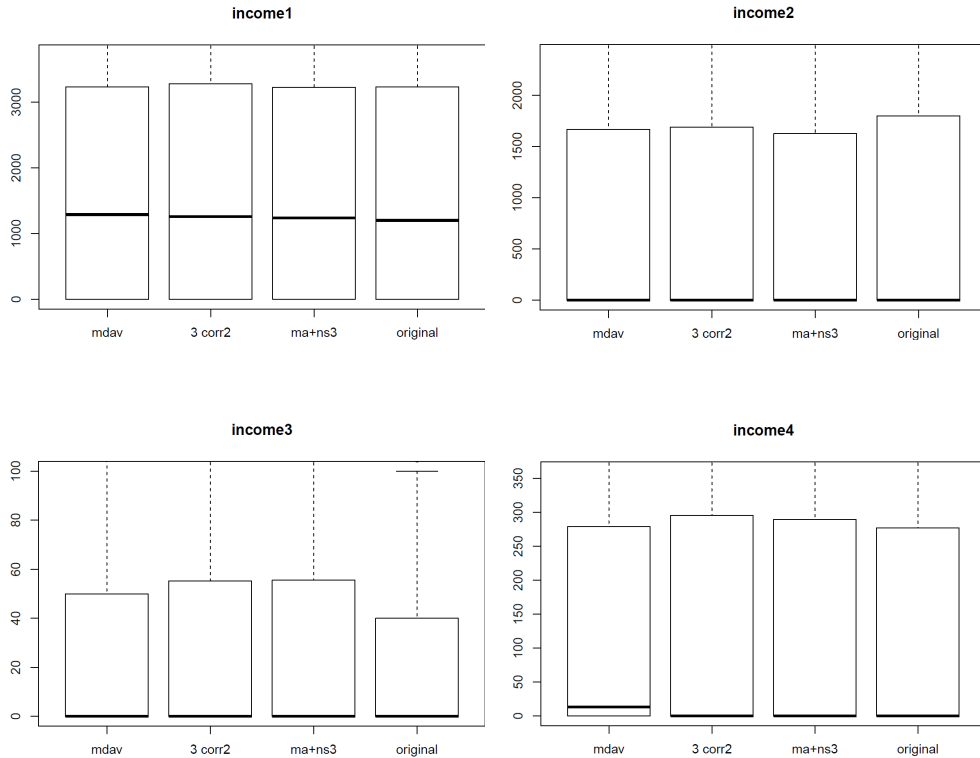 income1
3000
2000
1000
0
mdav 3 corr2 ma+ns3 original
income2
2000
1500
1000
500
0
mdav 3 corr2 ma+ns3 original
income3
100
80
60
40
20
0
mdav 3 corr2 ma+ns3 original
income4
350
300
250
200
150
100
50
0
mdav 3 corr2 ma+ns3 original